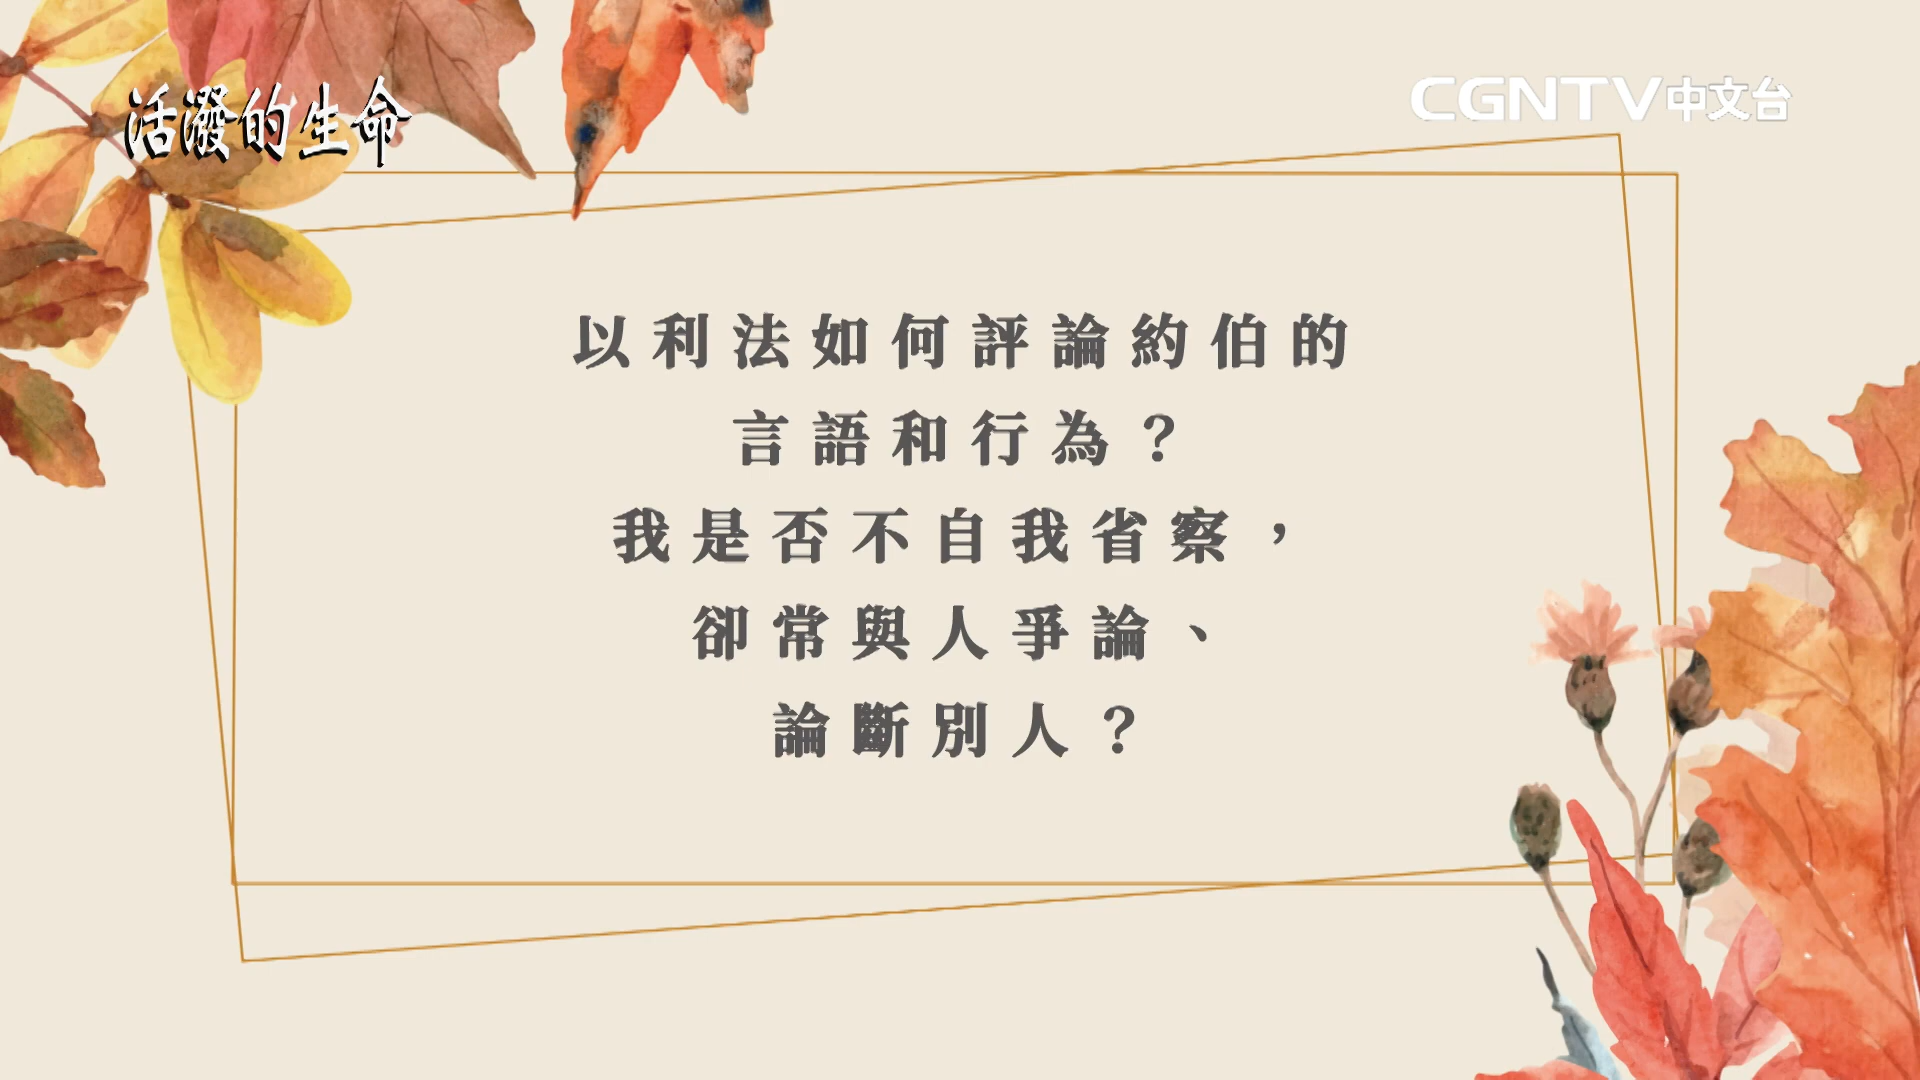 活潑的生命
CGNTV中文台
以利法如何評論約伯的
言語和行為？
我是否不自我省察，
卻常與人爭論、
論斷別人？